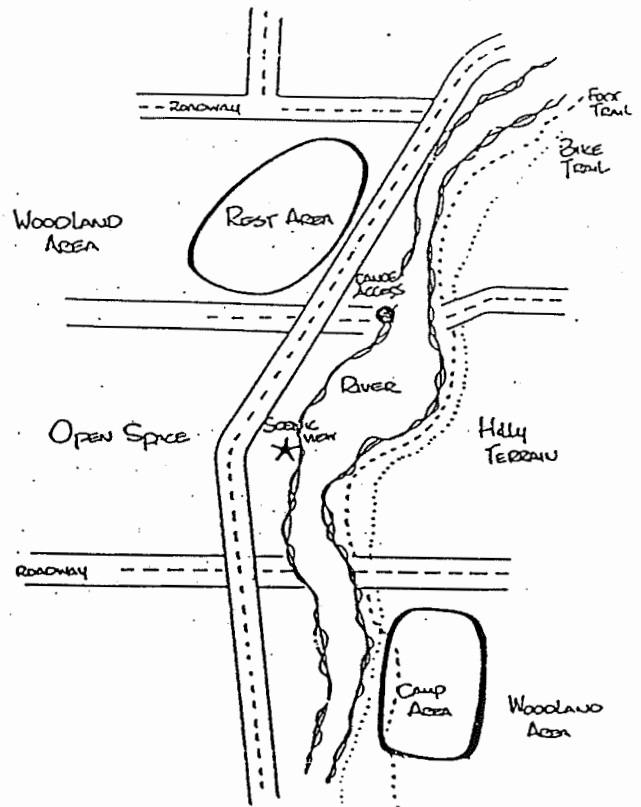 ROADWAY
FOOT
TRAIL
BIKE
TRAIL
WOODLAND
AREA
REST AREA
CANOE
ACCESS
RIVER
OPEN SPACE
SCENIC
VIEW
HILLY
TERRAIN
ROADWAY
CAMP
AREA
WOODLAND
AREA